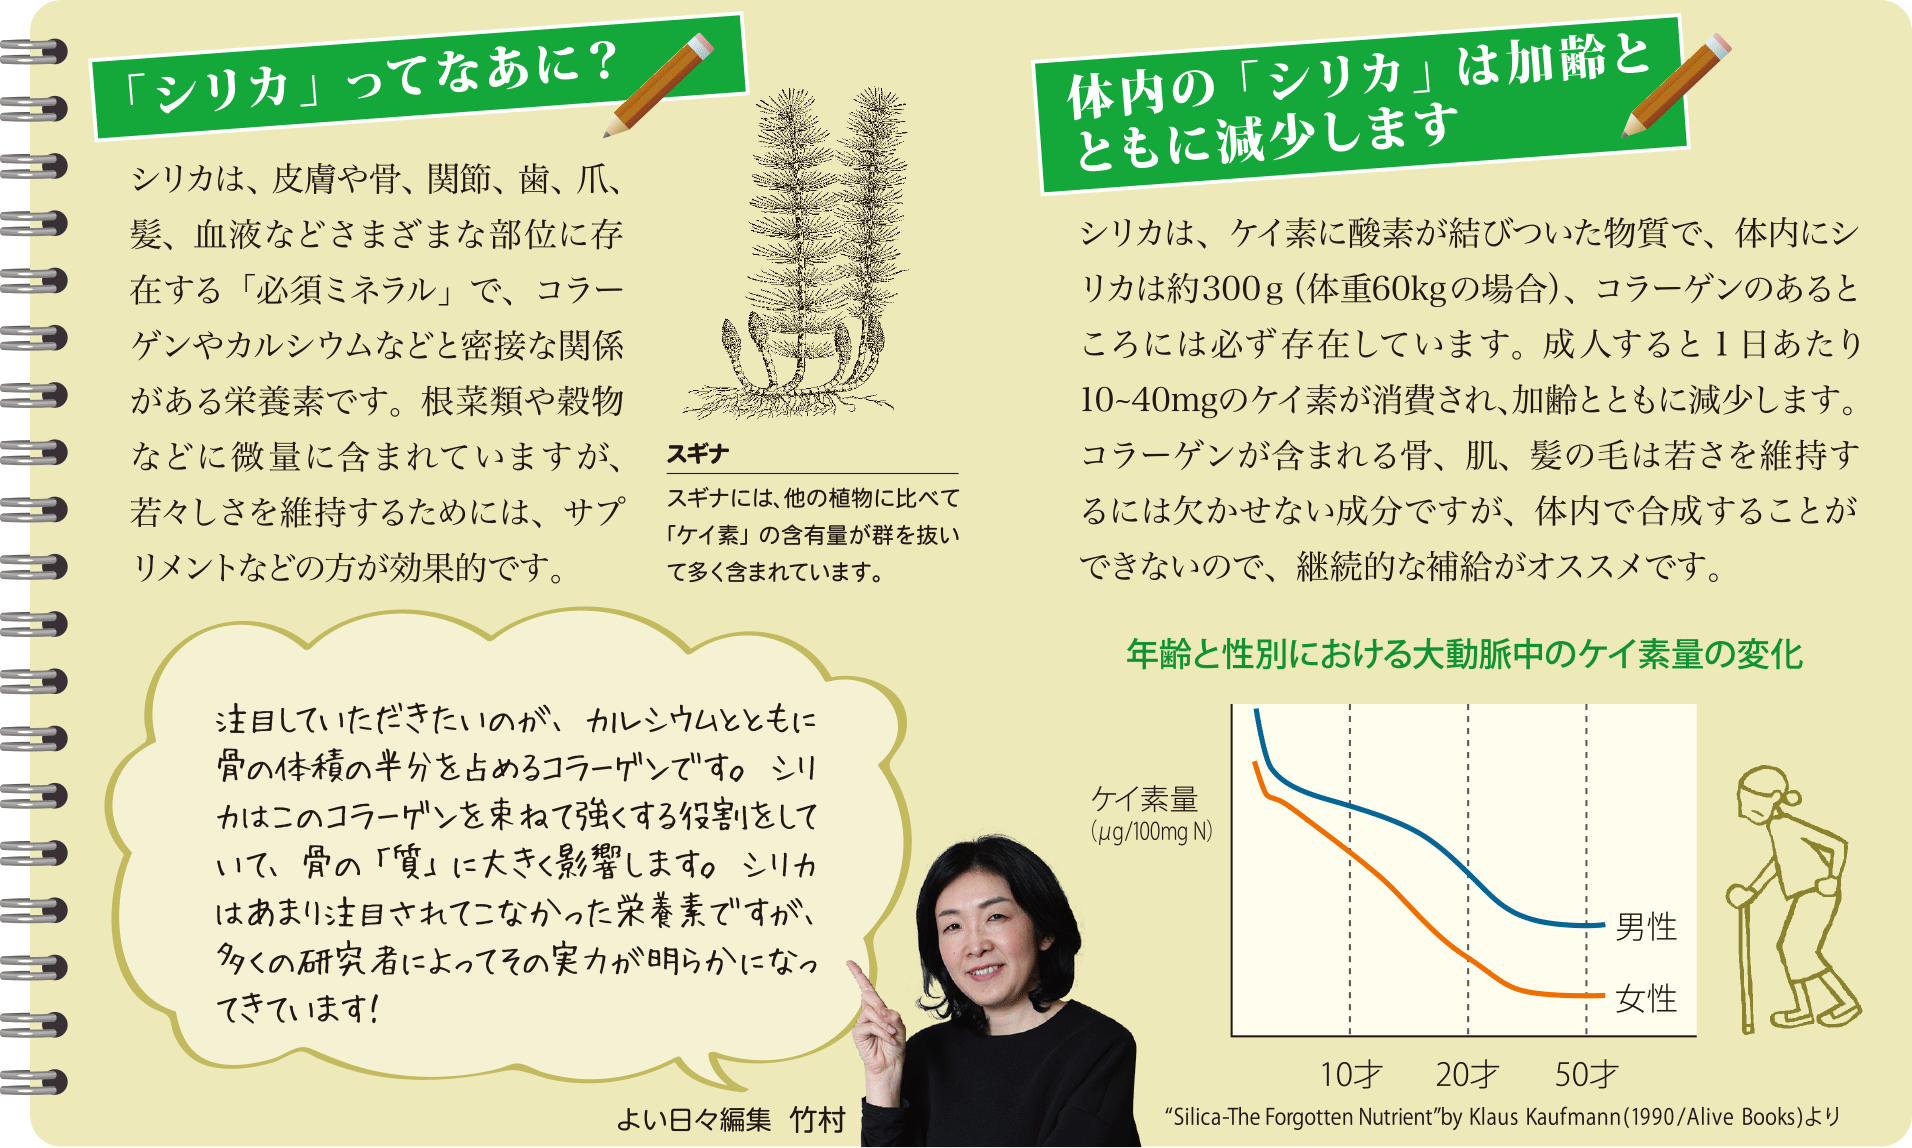 「シリカ」ってなあに？
シリカは、皮膚や骨、関節、歯、爪、
髪、血液などさまざまな部位に存
在する「必須ミネラル」で、コラー
ゲンやカルシウムなどと密接な関係
がある栄養素です。根菜類や穀物
などに微量に含まれていますが、
若々しさを維持するためには、サプ
リメントなどの方が効果的です。
スギナ
スギナには、他の植物に比べて
「ケイ素」の含有量が群を抜い
て多く含まれています。
注目していただきたいのが、カルシウムとともに
骨の体積の半分を占めるコラーゲンです。シリ
カはこのコラーゲンを束ねて強くする役割をして
いて、骨の「質」に大きく影響します。シリカ
はあまり注目されてこなかった栄養素ですが、
多くの研究者によってその実力が明らかになっ
てきています!
よい日々編集 竹村
体内の「シリカ」は加齢と
ともに減少します
シリカは、ケイ素に酸素が結びついた物質で、体内にシ
リカは約300g（体重60kgの場合）、コラーゲンのあると
ころには必ず存在しています。成人すると1日あたり
10~40mgのケイ素が消費され、加齢とともに減少します。
コラーゲンが含まれる骨、肌、髪の毛は若さを維持す
るには欠かせない成分ですが、体内で合成することが
できないので、継続的な補給がオススメです。
年齢と性別における大動脈中のケイ素量の変化
ケイ素量
(μg/100mg N)
男性
女性
10才 20才 50才
“Silica-The Forgotten Nutrient”by Klaus Kaufmann(1990/Alive Books)より